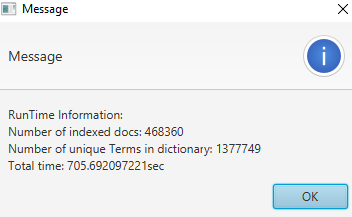 Message
Message
i
RunTime Information:
Number of indexed docs: 468360
Number of unique Terms in dictionary: 1377749
Total time: 705.692097221sec
OK